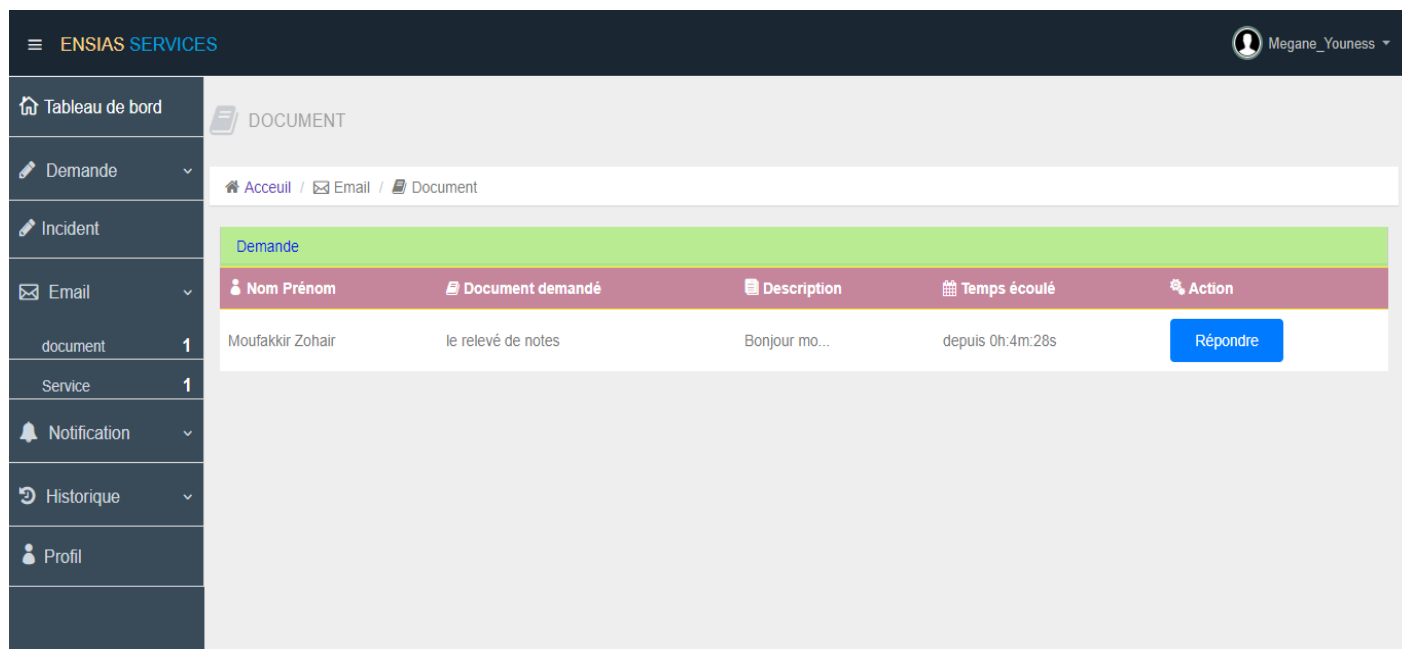 ENSIAS SERVICES
Megane_Youness
Tableau de bord
Demande
Incident
Email
document 1
Service 1
Notification
Historique
Profil
DOCUMENT
Acceuil / Email / Document
Demande
Nom Prénom Document demandé Description Temps écoulé Action
Moufakkir Zohair le relevé de notes Bonjour mo... depuis 0h:4m:28s Répondre